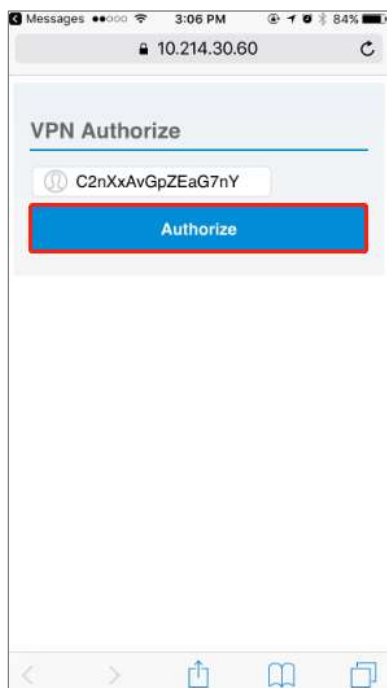 Messages 3:06 PM 84%
10.214.30.60
VPN Authorize
C2nXxAvGpZEaG7nY
Authorize